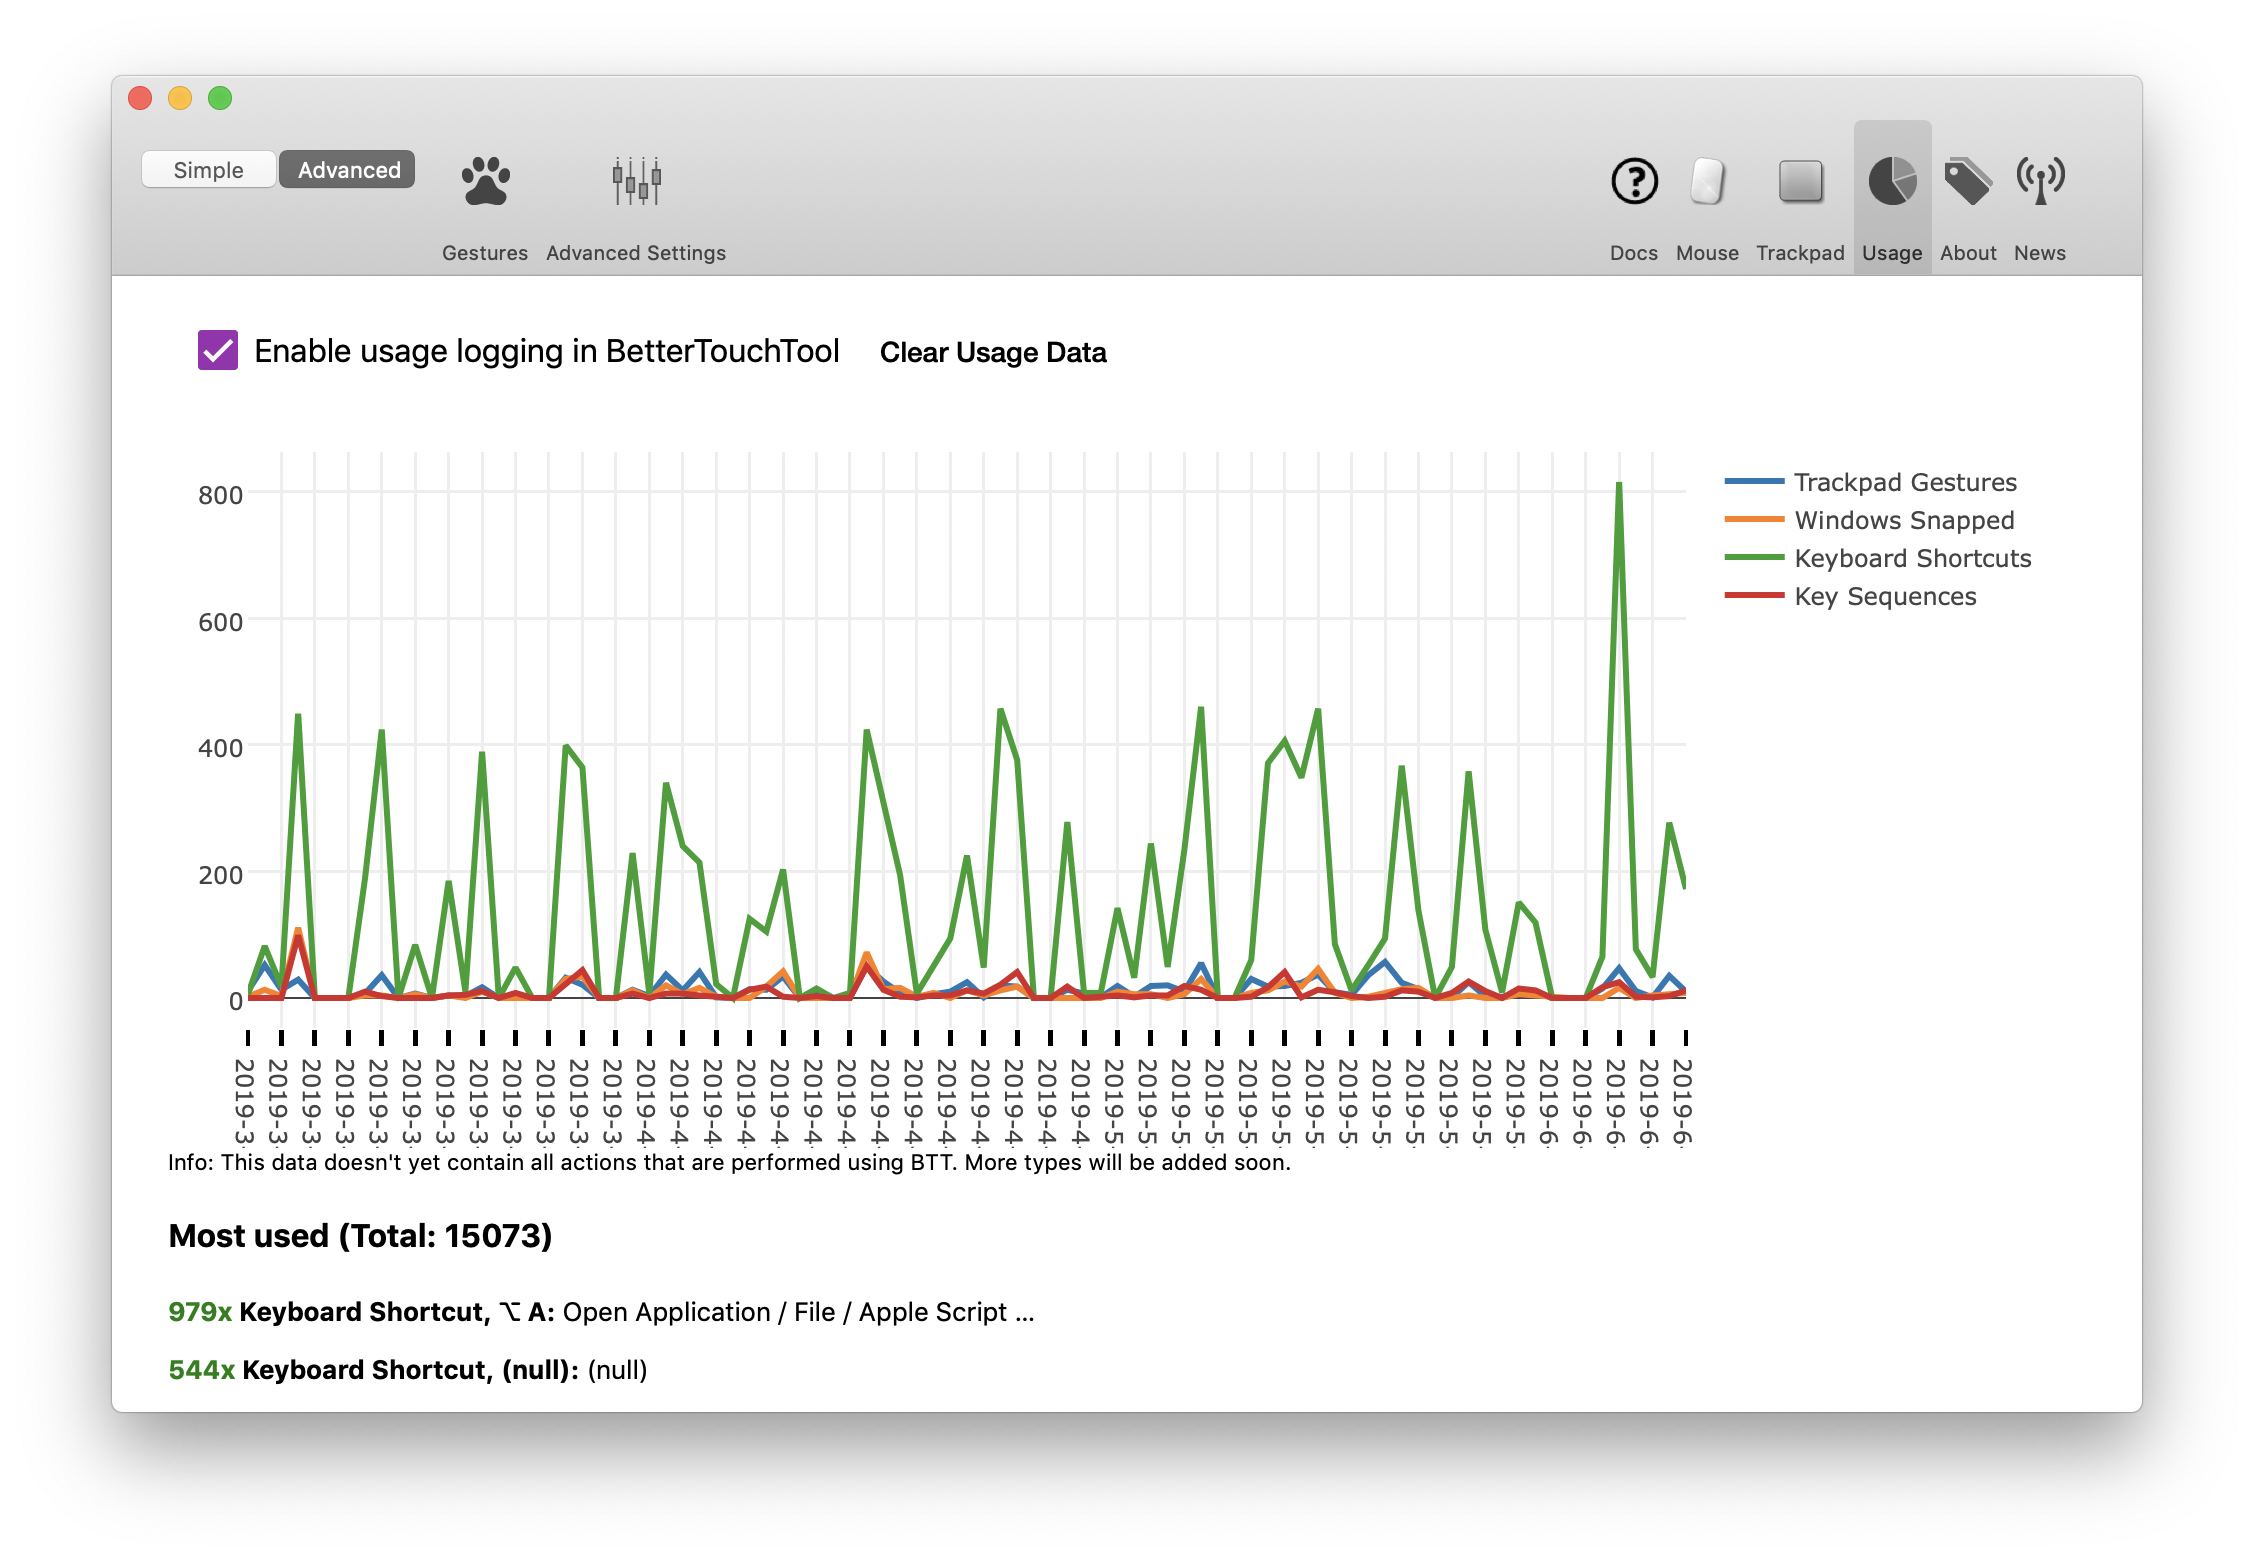 Simple Advanced
Gestures Advanced Settings Docs Mouse Trackpad Usage About News
Enable usage logging in BetterTouchTool Clear Usage Data
800
600
400
200
0
Trackpad Gestures
Windows Snapped
Keyboard Shortcuts
Key Sequences
2019-3 2019-3 2019-3 2019-3 2019-3 2019-3 2019-3 2019-3 2019-3 2019-3 2019-3 2019-3 2019-4 2019-4 2019-4 2019-4 2019-4 2019-4 2019-4 2019-4 2019-4 2019-4 2019-4 2019-4 2019-4 2019-4 2019-5 2019-5 2019-5 2019-5 2019-5 2019-5 2019-5 2019-5 2019-5 2019-5 2019-5 2019-5 2019-5 2019-6 2019-6 2019-6 2019-6 2019-6
Info: This data doesn't yet contain all actions that are performed using BTT. More types will be added soon.
Most used (Total: 15073)
979x Keyboard Shortcut, ⌥ A: Open Application / File / Apple Script ...
544x Keyboard Shortcut, (null): (null)